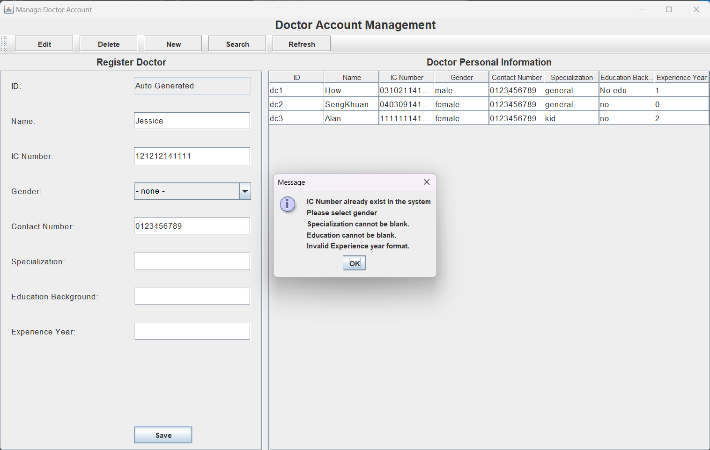 Manage Doctor Account
Doctor Account Management
Edit Delete New Search Refresh
Register Doctor
ID: Auto Generated
Name: Jessica
IC Number: 121212141111
Gender: - none -
Contact Number: 0123456789
Specialization:
Education Background:
Experience Year:
Save
Doctor Personal Information
ID Name IC Number Gender Contact Number Specialization Education Back... Experience Year
dc1 How 031021141... male 0123456789 general No edu 1
dc2 SengKhuan 040309141... female 0123456789 general no 0
dc3 Alan 111111141... female 0123456789 kid no 2
Message
IC Number already exist in the system
Please select gender
Specialization cannot be blank.
Education cannot be blank.
Invalid Experience year format.
OK